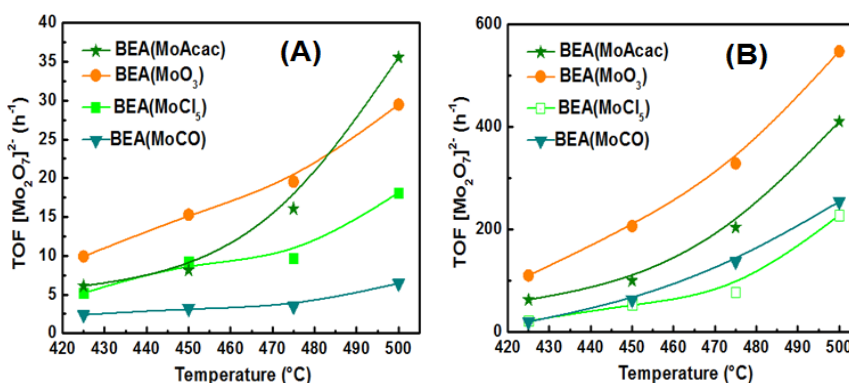 40
35
30
25
20
15
10
5
0
TOF [Mo₂O₇]²⁻ (h⁻¹)
BEA(MoAcac)
BEA(MoO₃)
BEA(MoCl₅)
BEA(MoCO)
(A)
420 430 440 450 460 470 480 490 500
Temperature (°C)
600
400
200
0
TOF [Mo₂O₇]²⁻ (h⁻¹)
BEA(MoAcac)
BEA(MoO₃)
BEA(MoCl₅)
BEA(MoCO)
(B)
420 430 440 450 460 470 480 490 500
Temperature (°C)